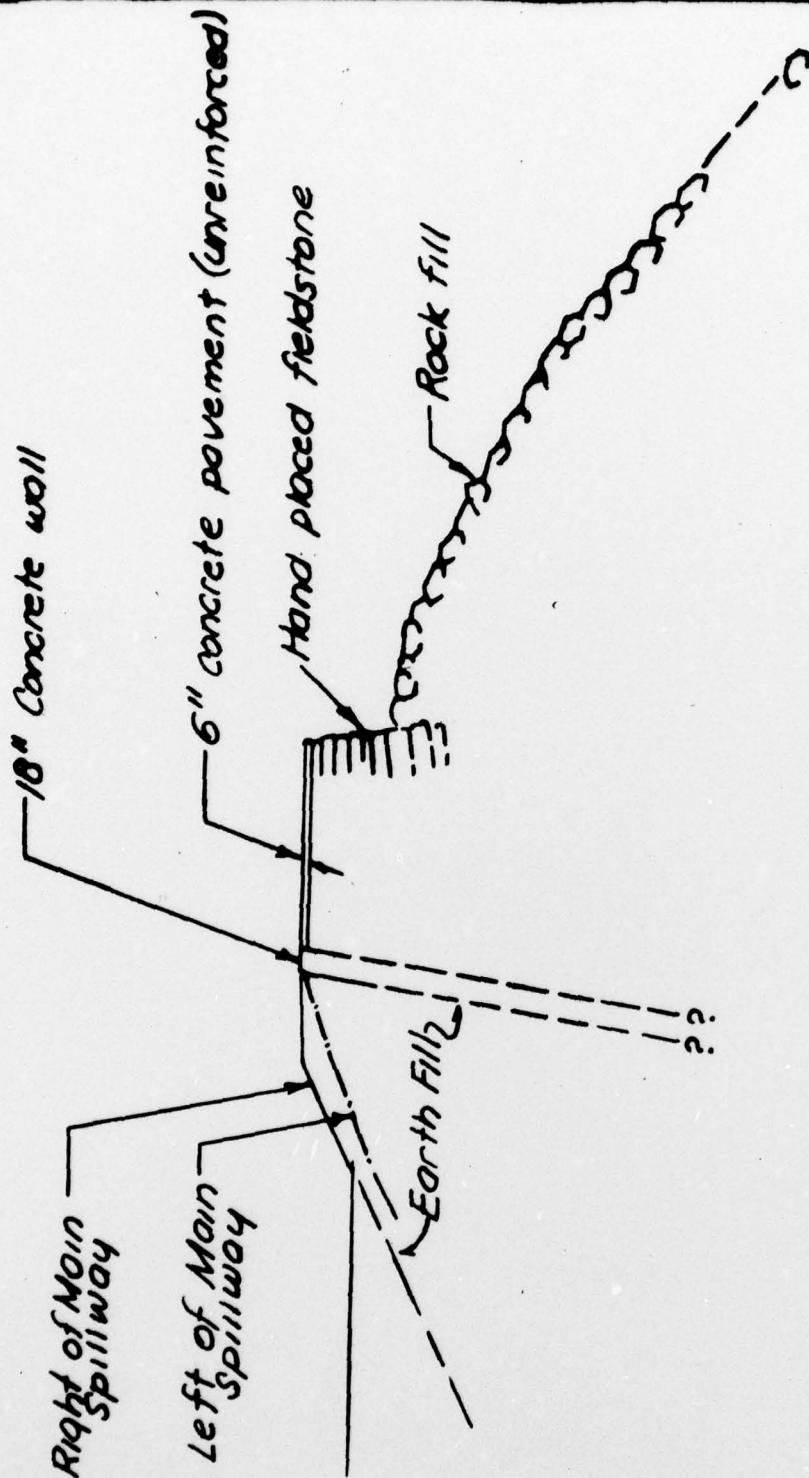 18" Concrete wall
6" concrete pavement (unreinforced)
Hand placed fieldstone
Rock fill
Right of Main
Spillway
Left of Main
Spillway
Earth Fill
?
?